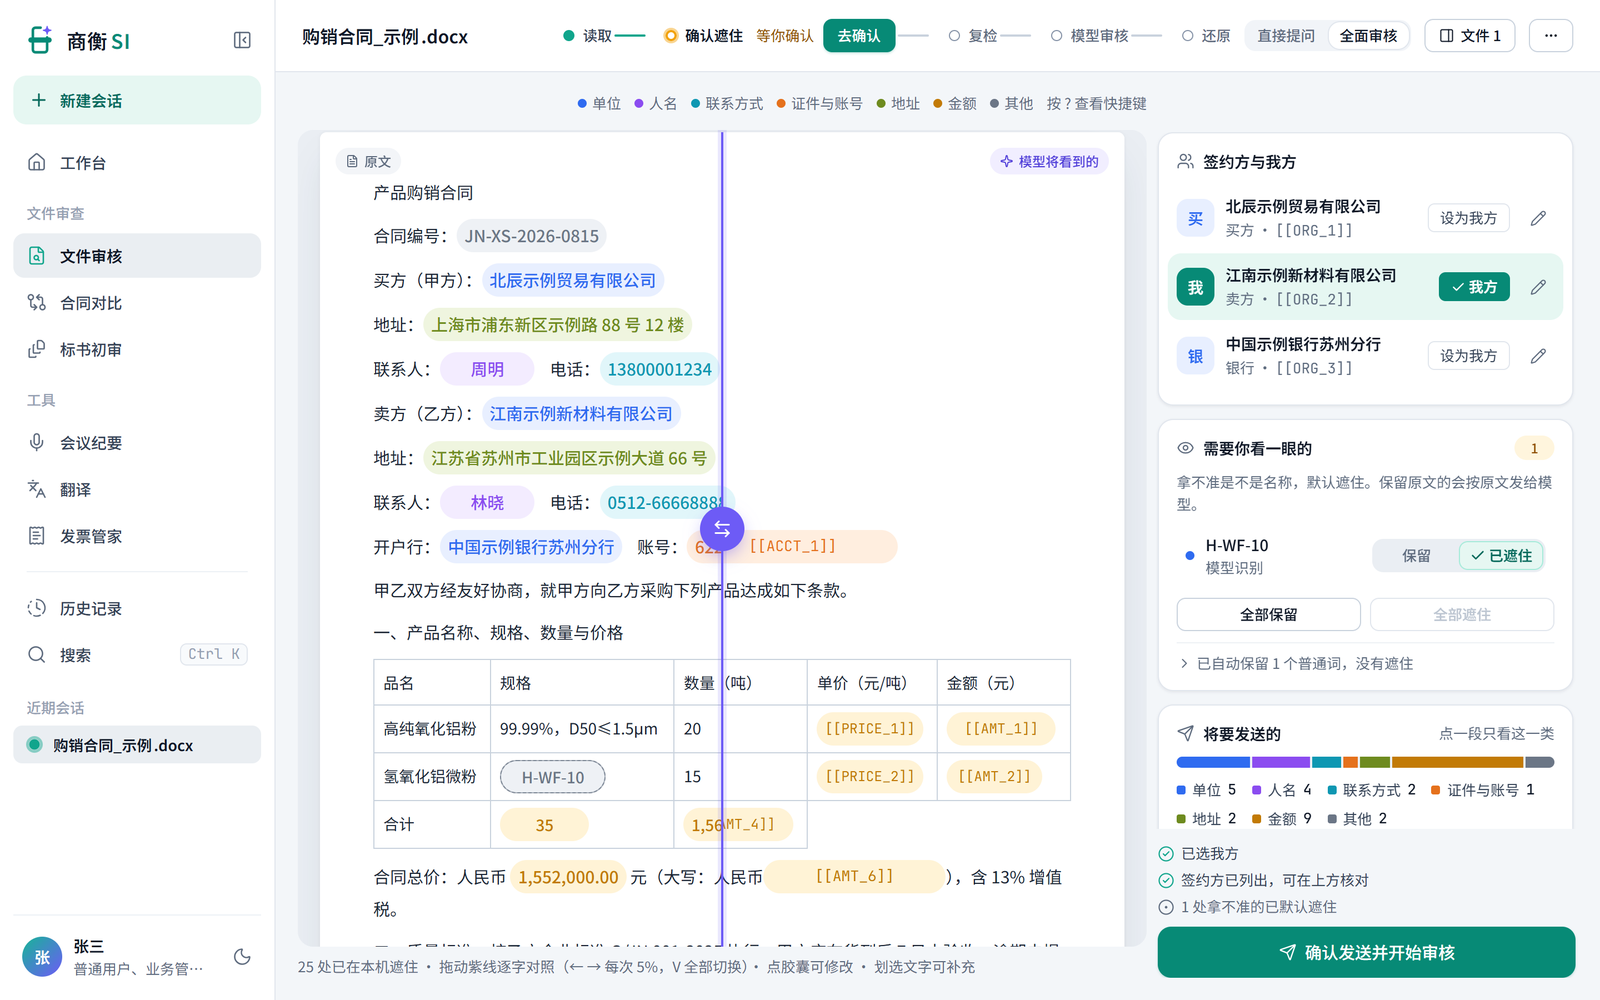 商衡 SI
新建会话
工作台
文件审查
文件审核
合同对比
标书初审
工具
会议纪要
翻译
发票管家
历史记录
搜索 Ctrl K
近期会话
购销合同_示例.docx
张 张三
普通用户、业务管…
购销合同_示例.docx 读取 确认遮住 等你确认 去确认 复检 模型审核 还原 直接提问 全面审核 文件 1 ···
单位 人名 联系方式 证件与账号 地址 金额 其他 按 ? 查看快捷键
原文 模型将看到的
产品购销合同
合同编号： JN-XS-2026-0815
买方（甲方）： 北辰示例贸易有限公司
地址： 上海市浦东新区示例路 88 号 12 楼
联系人： 周明 电话： 13800001234
卖方（乙方）： 江南示例新材料有限公司
地址： 江苏省苏州市工业园区示例大道 66 号
联系人： 林晓 电话： 0512-66668888
开户行： 中国示例银行苏州分行 账号： 622 [[ACCT_1]]
甲乙双方经友好协商，就甲方向乙方采购下列产品达成如下条款。
一、产品名称、规格、数量与价格
品名 规格 数量（吨） 单价（元/吨） 金额（元）
高纯氧化铝粉 99.99%，D50≤1.5μm 20 [[PRICE_1]] [[AMT_1]]
氢氧化铝微粉 H-WF-10 15 [[PRICE_2]] [[AMT_2]]
合计 35 1,56 MT_4]]
合同总价：人民币 1,552,000.00 元（大写：人民币 [[AMT_6]] ），含 13% 增值
税。
25 处已在本机遮住 · 拖动紫线逐字对照（← → 每次 5%，V 全部切换） · 点胶囊可修改 · 划选文字可补充
签约方与我方
买 北辰示例贸易有限公司 设为我方
买方 · [[ORG_1]]
我 江南示例新材料有限公司 我方
卖方 · [[ORG_2]]
银 中国示例银行苏州分行 设为我方
银行 · [[ORG_3]]
需要你看一眼的 1
拿不准是不是名称，默认遮住。保留原文的会按原文发给模
型。
H-WF-10 保留 已遮住
模型识别
全部保留 全部遮住
已自动保留 1 个普通词，没有遮住
将要发送的 点一段只看这一类
单位 5 人名 4 联系方式 2 证件与账号 1
地址 2 金额 9 其他 2
已选我方
签约方已列出，可在上方核对
1 处拿不准的已默认遮住
确认发送并开始审核